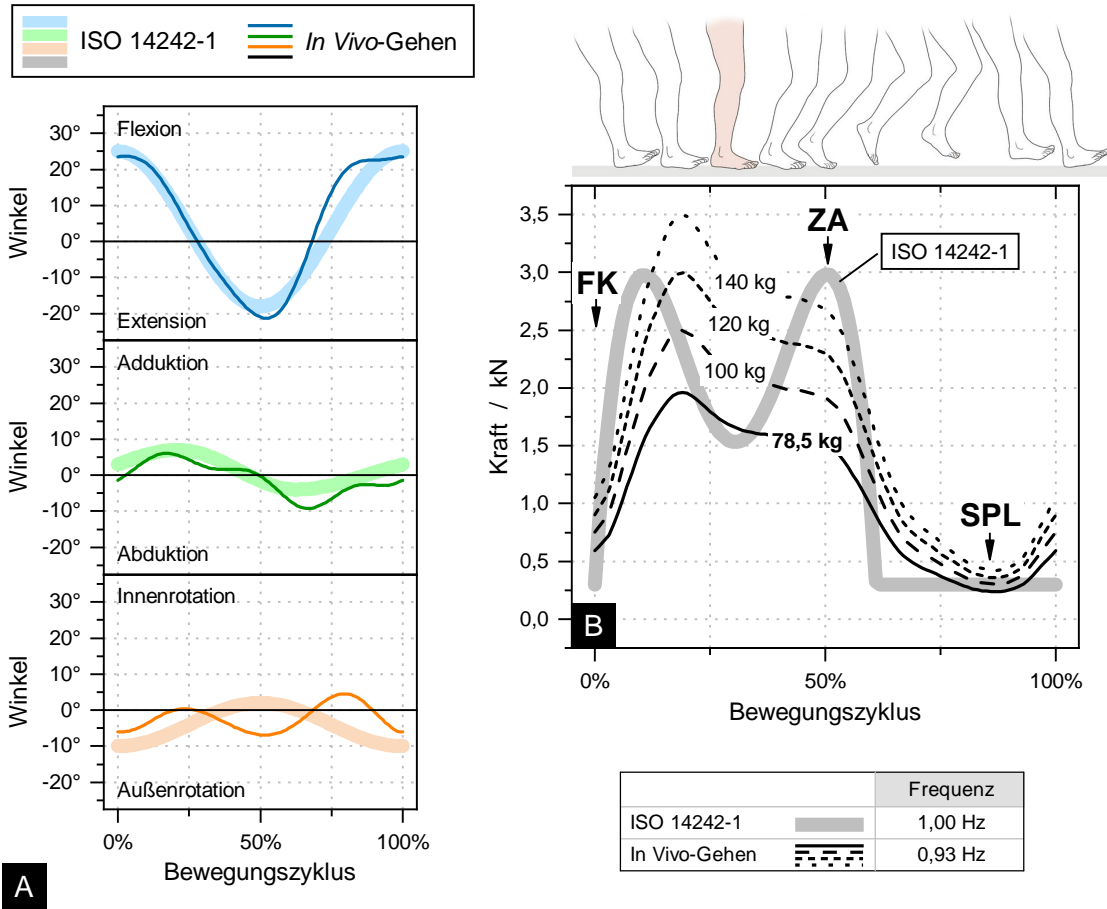 ISO 14242-1 In Vivo-Gehen
Winkel
30°
20°
10°
0°
-10°
-20°
Flexion
Extension
Winkel
30°
20°
10°
0°
-10°
-20°
Adduktion
Abduktion
Winkel
30°
20°
10°
0°
-10°
-20°
Innenrotation
Außenrotation
0% 50% 100%
Bewegungszyklus
A
Kraft / kN
3,5
3,0
2,5
2,0
1,5
1,0
0,5
0,0
FK
ZA
ISO 14242-1
140 kg
120 kg
100 kg
78,5 kg
SPL
B
0% 50% 100%
Bewegungszyklus
Frequenz
ISO 14242-1 1,00 Hz
In Vivo-Gehen 0,93 Hz